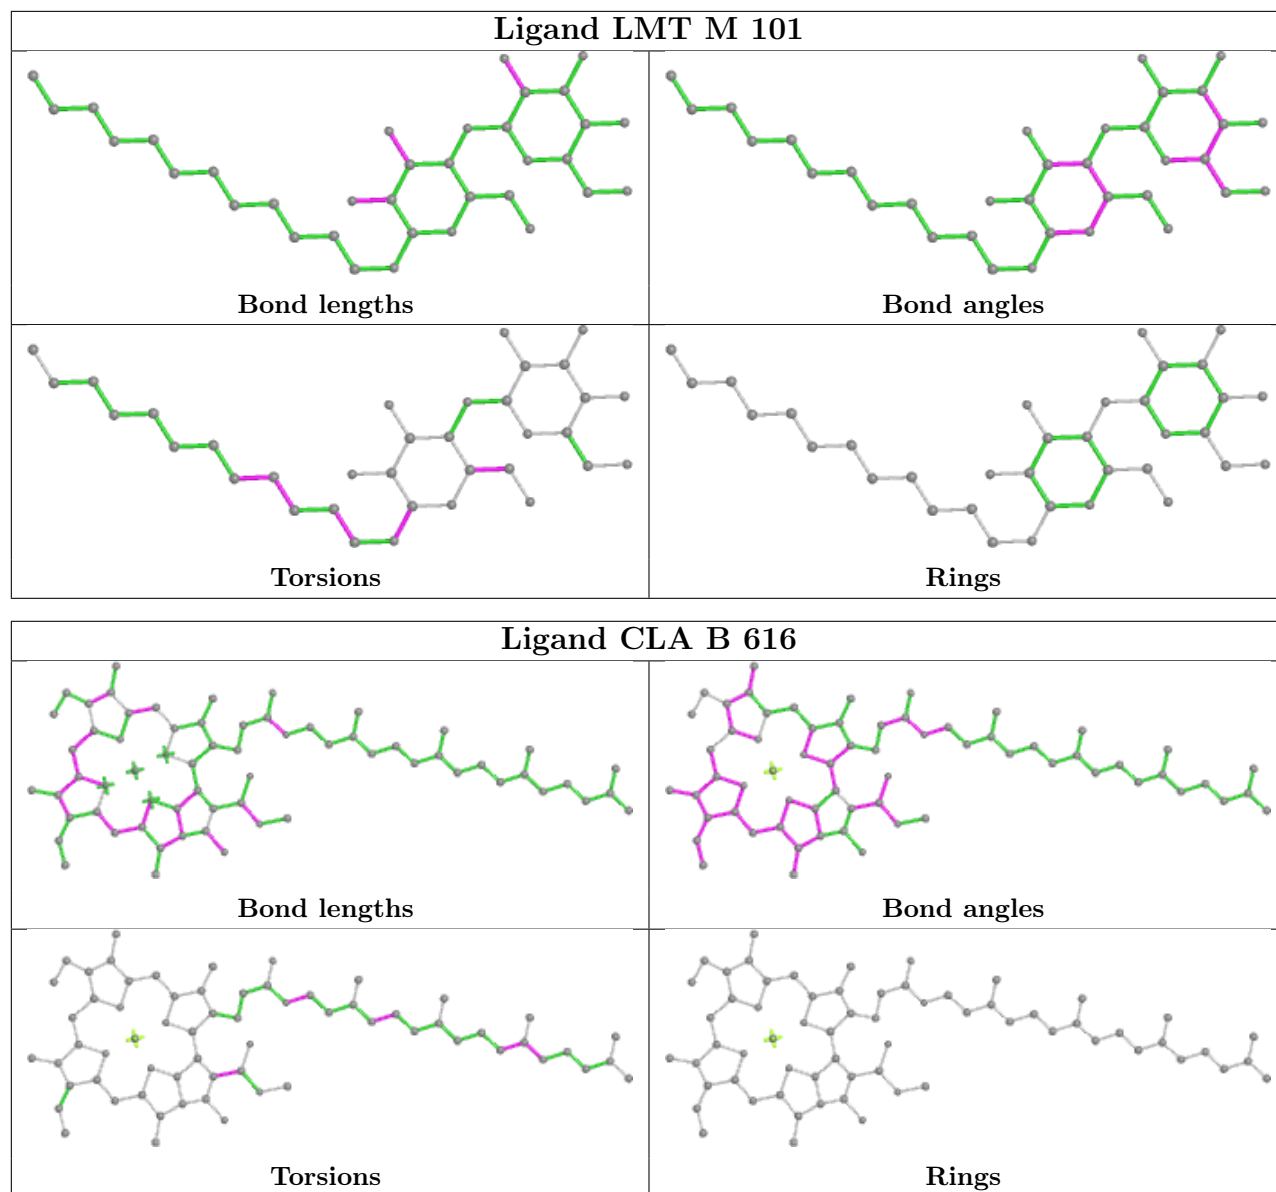 Ligand LMT M 101
Bond lengths
Bond angles
Torsions
Rings
Ligand CLA B 616
Bond lengths
Bond angles
Torsions
Rings